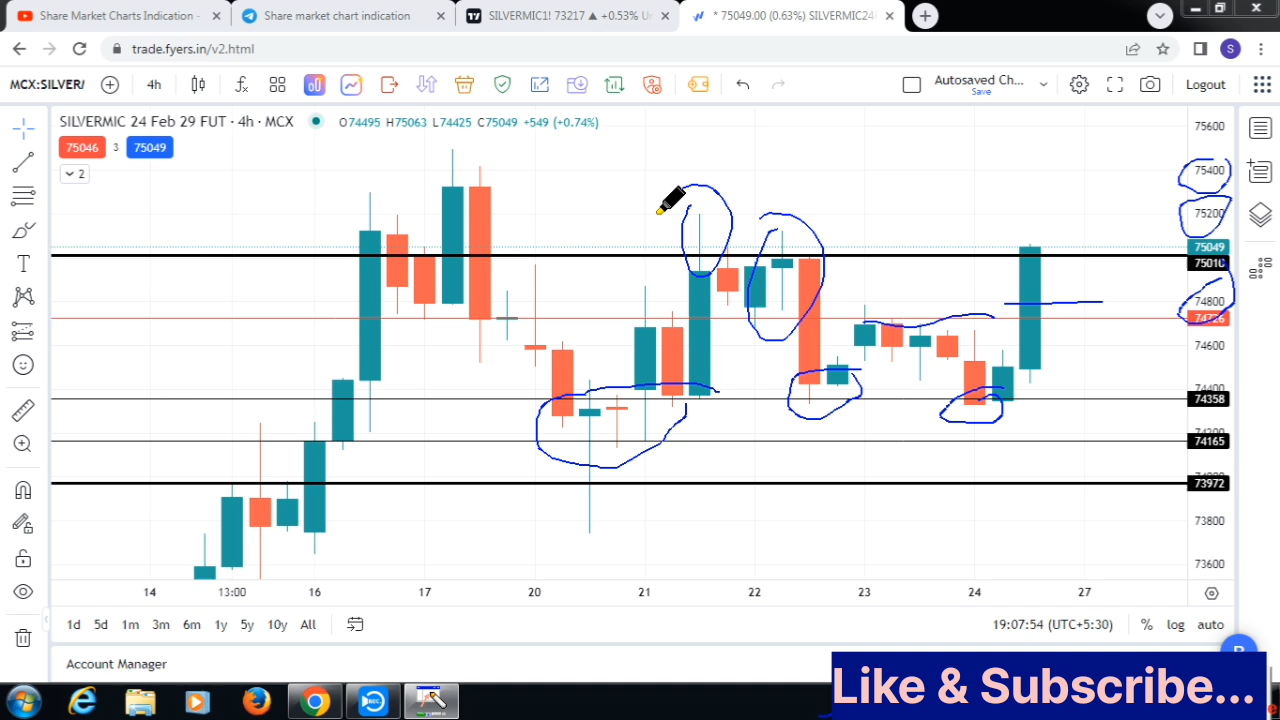 Share Market Charts Indication -
Share market chart indication
SILVERMIC1! 73217 ▲ +0.53% Un
* 75049.00 (0.63%) SILVERMIC24
trade.fyers.in/v2.html
S
MCX:SILVER
4h
Autosaved Ch...
Save
Logout
SILVERMIC 24 Feb 29 FUT · 4h · MCX
O74495 H75063 L74425 C75049 +549 (+0.74%)
75046
3
75049
2
75600
75400
75200
75049
75010
74800
74726
74600
74400
74358
74165
73972
73800
73600
14
13:00
16
17
20
21
22
23
24
27
1d 5d 1m 3m 6m 1y 5y 10y All
19:07:54 (UTC+5:30)
% log auto
Account Manager
Like & Subscribe...
REC